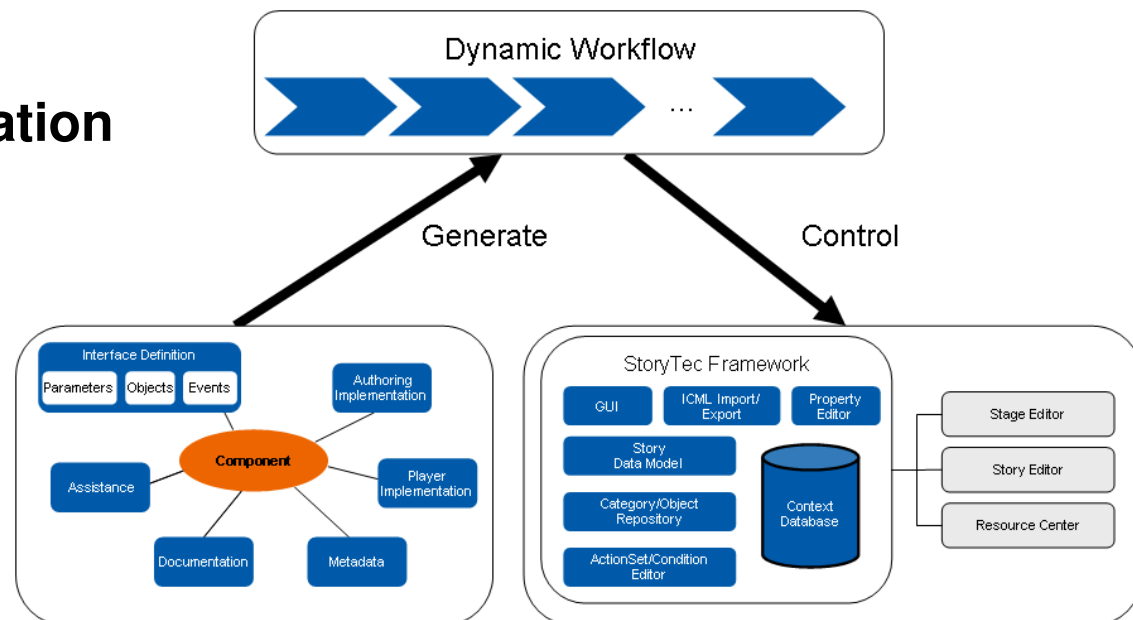 Dynamic Workflow
...
ation
Generate
Control
Interface Definition
Parameters
Objects
Events
Authoring
Implementation
Component
Assistance
Player
Implementation
Documentation
Metadata
StoryTec Framework
GUI
ICML Import/
Export
Property
Editor
Story
Data Model
Category/Object
Repository
ActionSet/Condition
Editor
Context
Database
Stage Editor
Story Editor
Resource Center